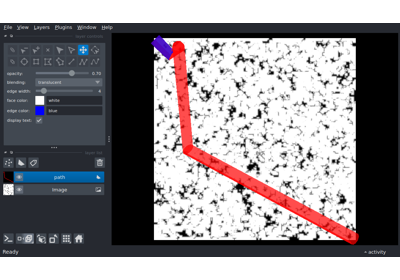 File View Layers Plugins Window Help
opacity: 0.70
blending: translucent
edge width:
face color: white
edge color: blue
display text:
path
Image
Ready activity